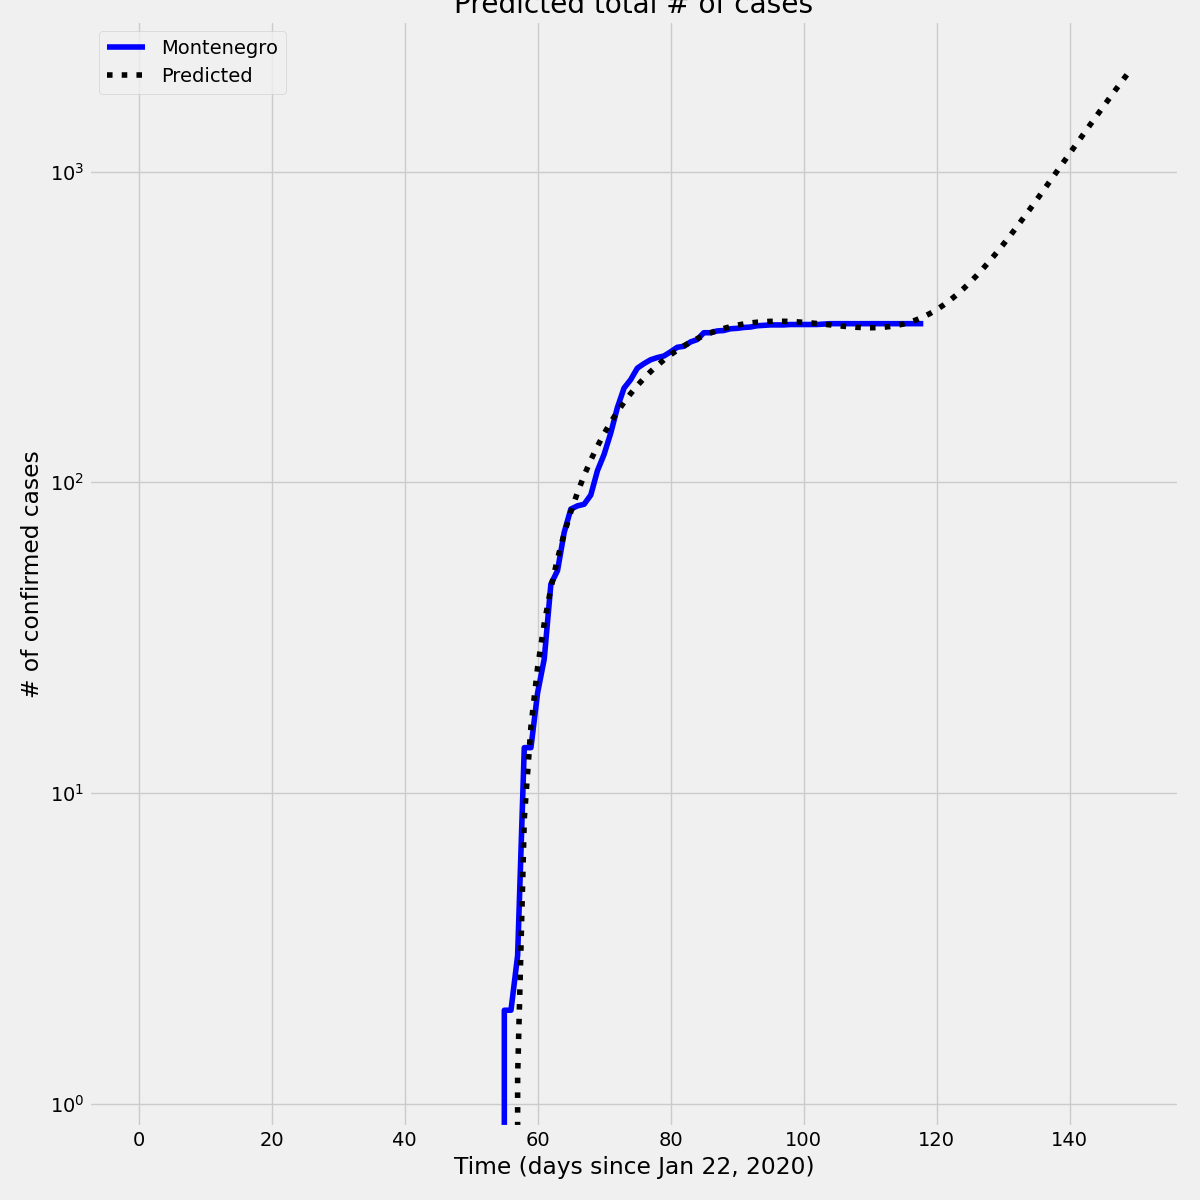 Predicted total # of cases
Montenegro
Predicted
10³
10²
10¹
10⁰
# of confirmed cases
0 20 40 60 80 100 120 140
Time (days since Jan 22, 2020)